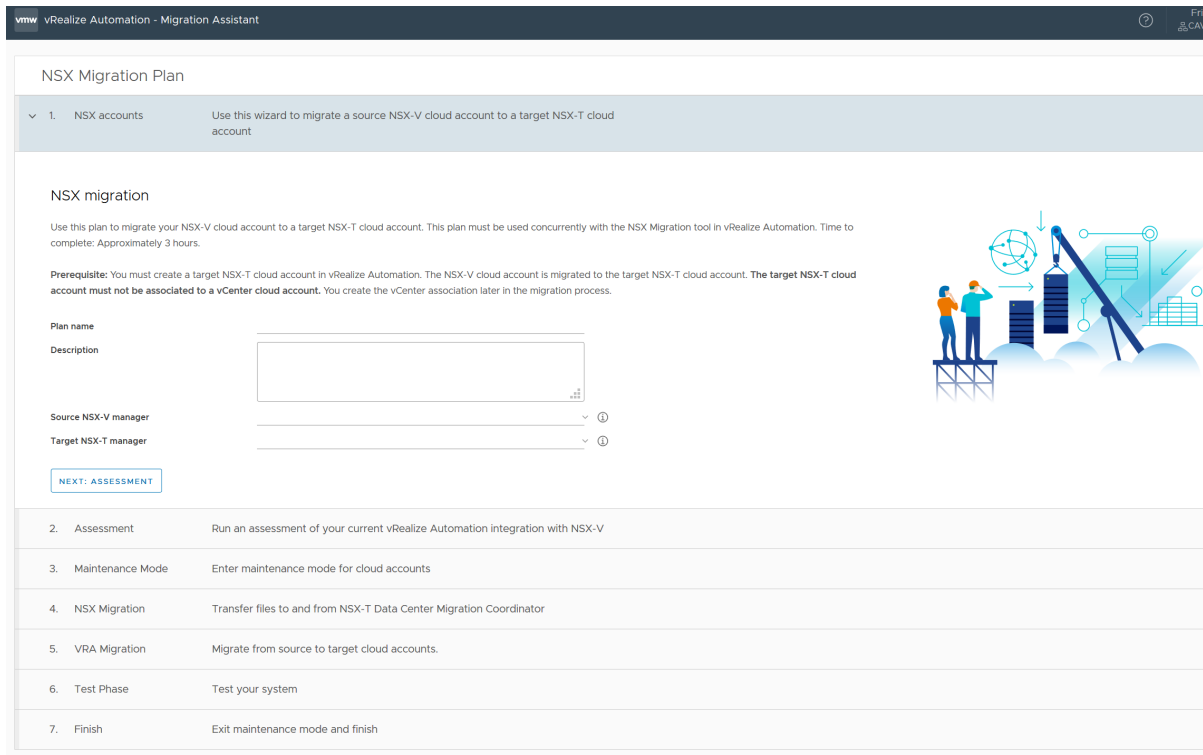 vmw vRealize Automation - Migration Assistant
Fri
CAV
NSX Migration Plan
1. NSX accounts Use this wizard to migrate a source NSX-V cloud account to a target NSX-T cloud
account
NSX migration
Use this plan to migrate your NSX-V cloud account to a target NSX-T cloud account. This plan must be used concurrently with the NSX Migration tool in vRealize Automation. Time to
complete: Approximately 3 hours.
Prerequisite: You must create a target NSX-T cloud account in vRealize Automation. The NSX-V cloud account is migrated to the target NSX-T cloud account. The target NSX-T cloud
account must not be associated to a vCenter cloud account. You create the vCenter association later in the migration process.
Plan name
Description
Source NSX-V manager
Target NSX-T manager
NEXT: ASSESSMENT
2. Assessment Run an assessment of your current vRealize Automation integration with NSX-V
3. Maintenance Mode Enter maintenance mode for cloud accounts
4. NSX Migration Transfer files to and from NSX-T Data Center Migration Coordinator
5. VRA Migration Migrate from source to target cloud accounts.
6. Test Phase Test your system
7. Finish Exit maintenance mode and finish